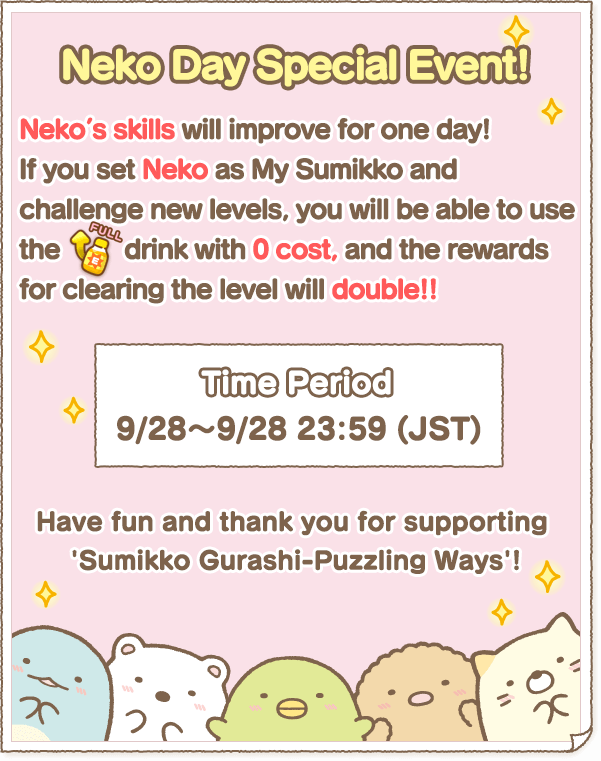 Neko Day Special Event!
Neko's skills will improve for one day!
If you set Neko as My Sumikko and
challenge new levels, you will be able to use
the FULL E drink with 0 cost, and the rewards
for clearing the level will double!!
Time Period
9/28~9/28 23:59 (JST)
Have fun and thank you for supporting
'Sumikko Gurashi-Puzzling Ways'!